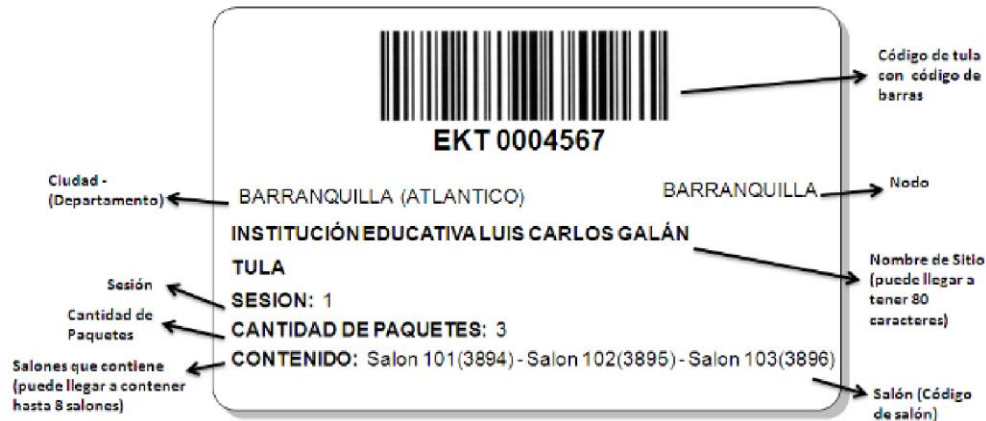 Código de tula
con código de
barras
EKT 0004567
Ciudad -
(Departamento)
BARRANQUILLA (ATLANTICO)
BARRANQUILLA
Nodo
INSTITUCIÓN EDUCATIVA LUIS CARLOS GALÁN
TULA
Nombre de Sitio
(puede llegar a
tener 80
caracteres)
Sesión
SESION: 1
Cantidad de
Paquetes
CANTIDAD DE PAQUETES: 3
Salones que contiene
(puede llegar a contener
hasta 8 salones)
CONTENIDO: Salon 101(3894) - Salon 102(3895) - Salon 103(3896)
Salón (Código
de salón)